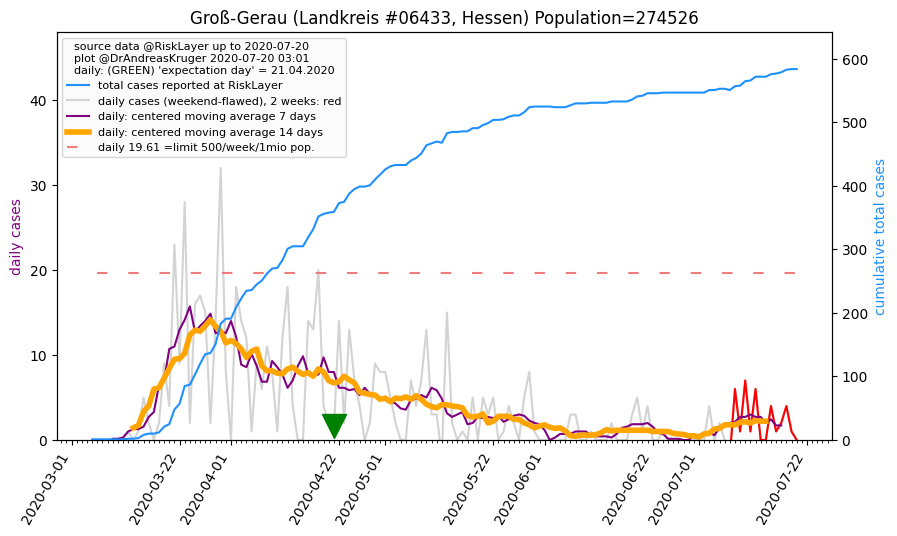 Groß-Gerau (Landkreis #06433, Hessen) Population=274526
source data @RiskLayer up to 2020-07-20
plot @DrAndreasKruger 2020-07-20 03:01
daily: (GREEN) 'expectation day' = 21.04.2020
total cases reported at RiskLayer
daily cases (weekend-flawed), 2 weeks: red
daily: centered moving average 7 days
daily: centered moving average 14 days
daily 19.61 =limit 500/week/1mio pop.
daily cases
40
30
20
10
0
cumulative total cases
600
500
400
300
200
100
0
2020-03-01
2020-03-22
2020-04-01
2020-04-22
2020-05-01
2020-05-22
2020-06-01
2020-06-22
2020-07-01
2020-07-22